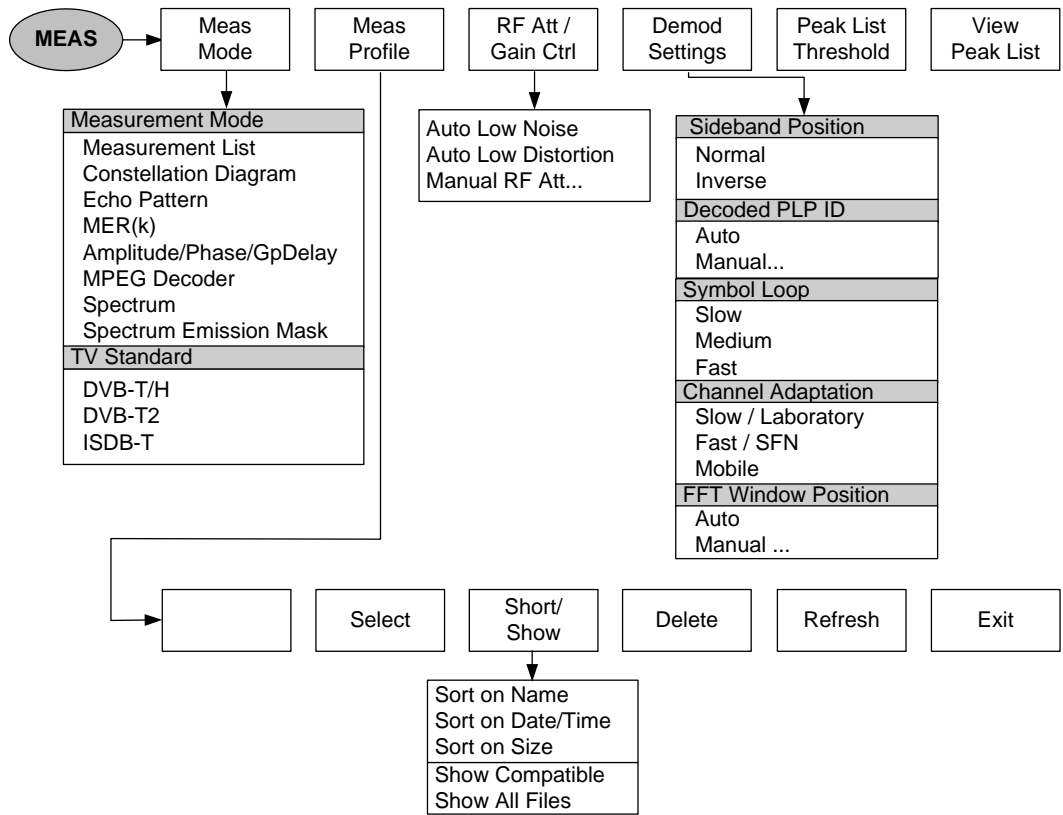 MEAS
Meas
Mode
Meas
Profile
RF Att /
Gain Ctrl
Demod
Settings
Peak List
Threshold
View
Peak List
Measurement Mode
Measurement List
Constellation Diagram
Echo Pattern
MER(k)
Amplitude/Phase/GpDelay
MPEG Decoder
Spectrum
Spectrum Emission Mask
TV Standard
DVB-T/H
DVB-T2
ISDB-T
Auto Low Noise
Auto Low Distortion
Manual RF Att...
Sideband Position
Normal
Inverse
Decoded PLP ID
Auto
Manual...
Symbol Loop
Slow
Medium
Fast
Channel Adaptation
Slow / Laboratory
Fast / SFN
Mobile
FFT Window Position
Auto
Manual ...
Select
Short/
Show
Delete
Refresh
Exit
Sort on Name
Sort on Date/Time
Sort on Size
Show Compatible
Show All Files